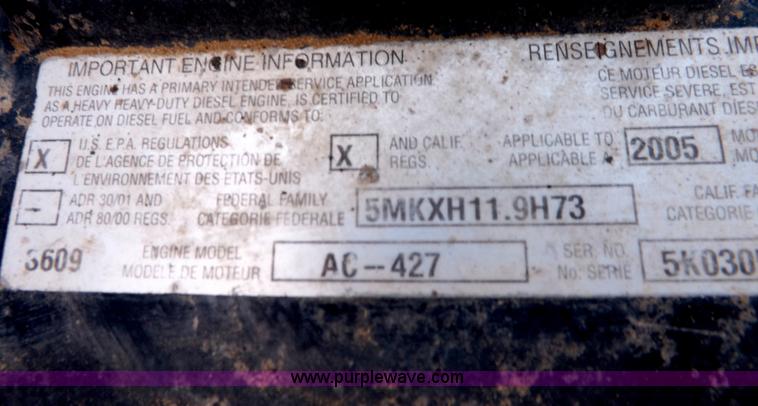 IMPORTANT ENGINE INFORMATION
THIS ENGINE HAS A PRIMARY INTENDED SERVICE APPLICATION
AS A HEAVY HEAVY-DUTY DIESEL ENGINE, IS CERTIFIED TO
OPERATE ON DIESEL FUEL AND CONFORMS TO:
RENSEIGNEMENTS IMP
CE MOTEUR DIESEL ES
SERVICE SEVERE, EST
DU CARBURANT DIES
X U.S. E.P.A. REGULATIONS
DE L'AGENCE DE PROTECTION DE
L'ENVIRONNEMENT DES ETATS-UNIS
X AND CALIF.
REGS.
APPLICABLE TO
APPLICABLE A
2005
MO
MO
– ADR 30/01 AND
ADR 80/00 REGS.
FEDERAL FAMILY
CATEGORIE FEDERALE
5MKXH11.9H73
CALIF. FA
CATEGORIE
3609
ENGINE MODEL
MODELE DE MOTEUR
AC--427
SER. NO.
No. SERIE
5K030
www.purplewave.com